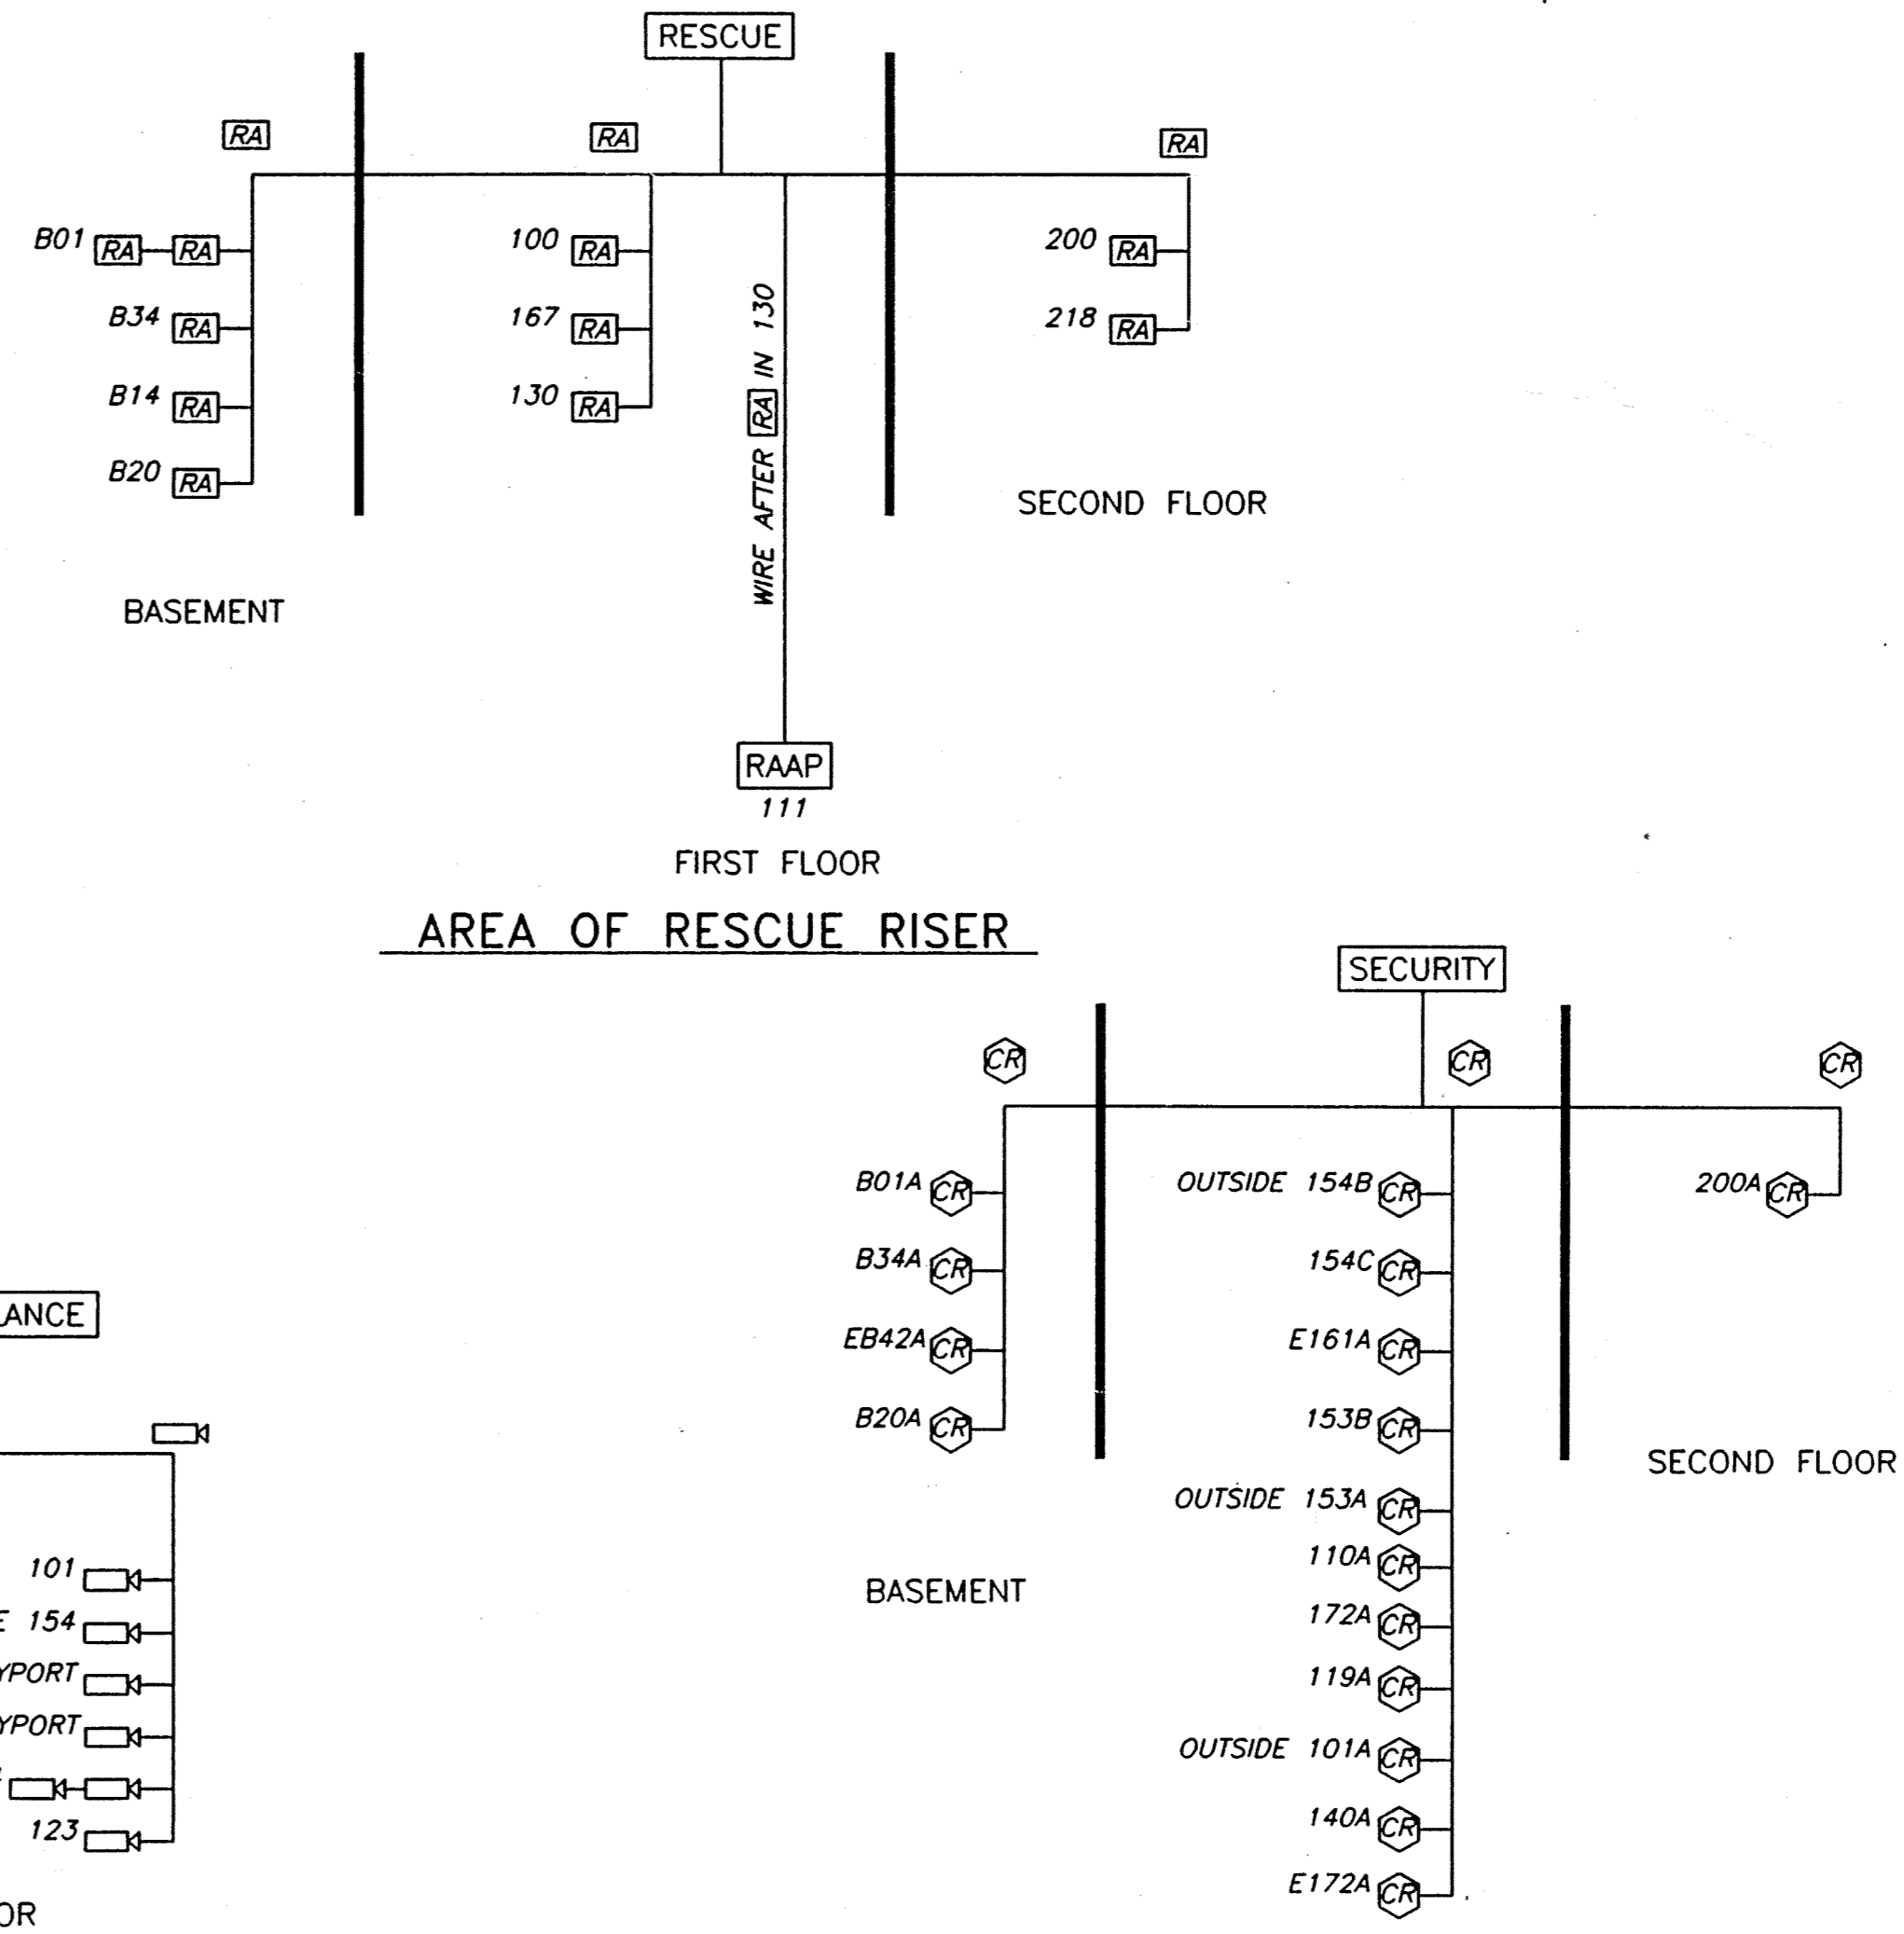 RESCUE
RA
RA
RA
B01 RA RA
B34 RA
B14 RA
B20 RA
BASEMENT
100 RA
167 RA
130 RA
WIRE AFTER RA IN 130
RAAP
111
FIRST FLOOR
200 RA
218 RA
SECOND FLOOR
AREA OF RESCUE RISER
SECURITY
CR
CR
CR
B01A CR
B34A CR
EB42A CR
B20A CR
BASEMENT
OUTSIDE 154B CR
154C CR
E161A CR
153B CR
OUTSIDE 153A CR
110A CR
172A CR
119A CR
OUTSIDE 101A CR
140A CR
E172A CR
200A CR
SECOND FLOOR
LANCE
101
E 154
YPORT
YPORT
123
OR